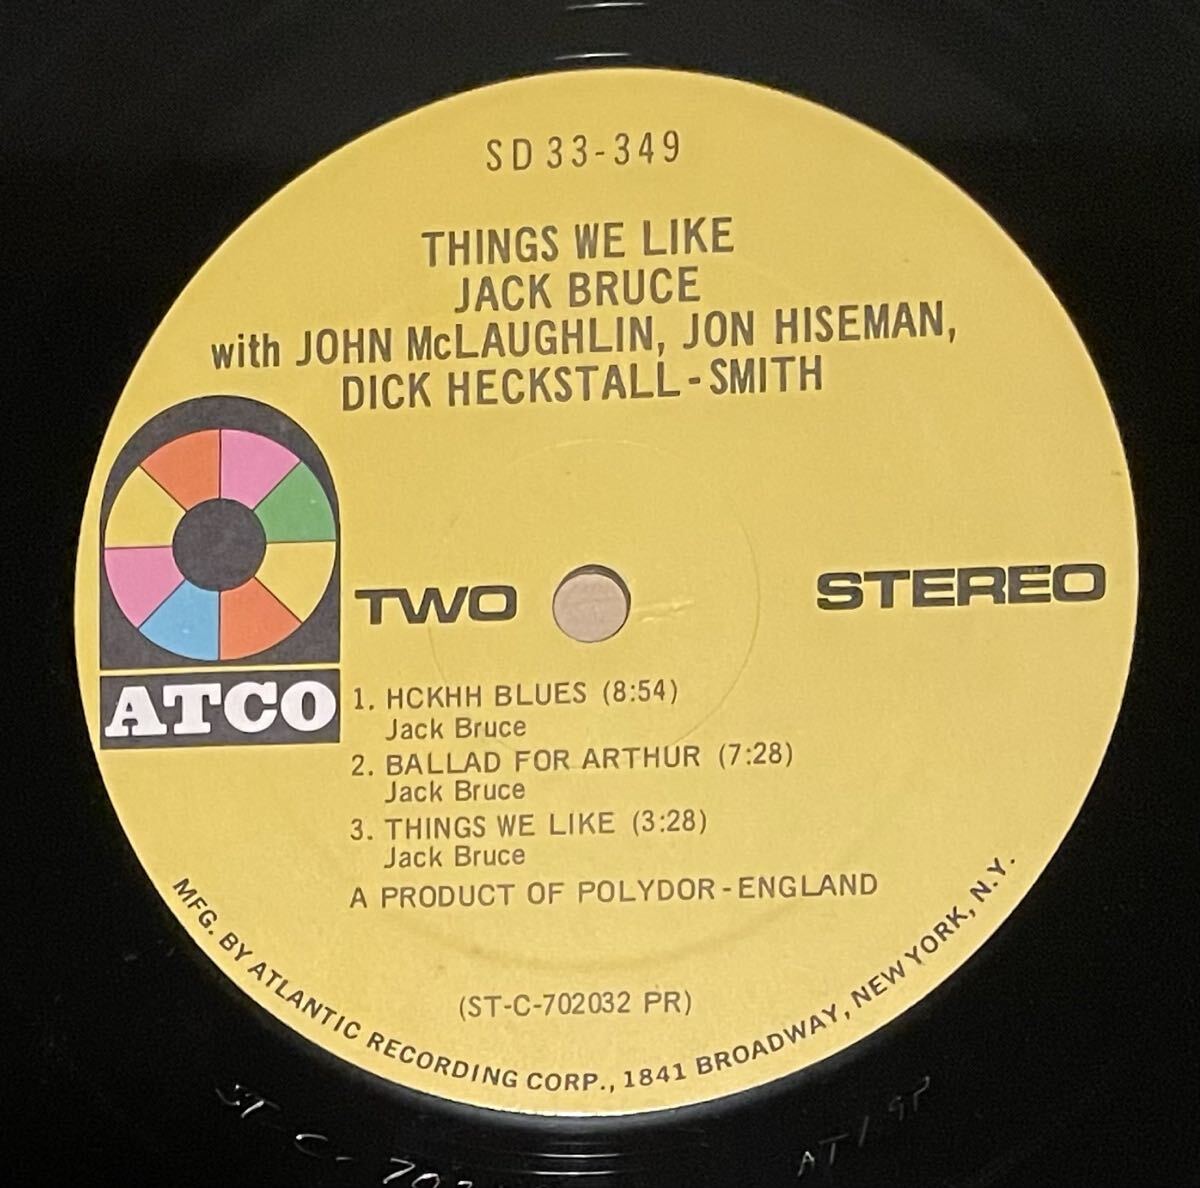 SD 33-349
THINGS WE LIKE
JACK BRUCE
with JOHN McLAUGHLIN, JON HISEMAN,
DICK HECKSTALL-SMITH
ATCO
TWO
STEREO
1. HCKHH BLUES (8:54)
Jack Bruce
2. BALLAD FOR ARTHUR (7:28)
Jack Bruce
3. THINGS WE LIKE (3:28)
Jack Bruce
A PRODUCT OF POLYDOR-ENGLAND
(ST-C-702032 PR)
MFG. BY ATLANTIC RECORDING CORP., 1841 BROADWAY, NEW YORK, N.Y.
ST-C-702